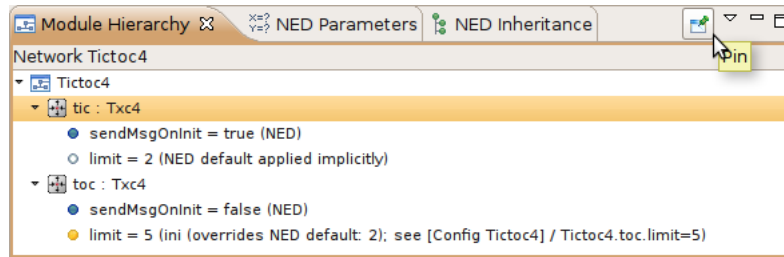 Module Hierarchy X=? Y=? NED Parameters NED Inheritance
Network Tictoc4 Pin
Tictoc4
tic : Txc4
sendMsgOnInit = true (NED)
limit = 2 (NED default applied implicitly)
toc : Txc4
sendMsgOnInit = false (NED)
limit = 5 (ini (overrides NED default: 2); see [Config Tictoc4] / Tictoc4.toc.limit=5)